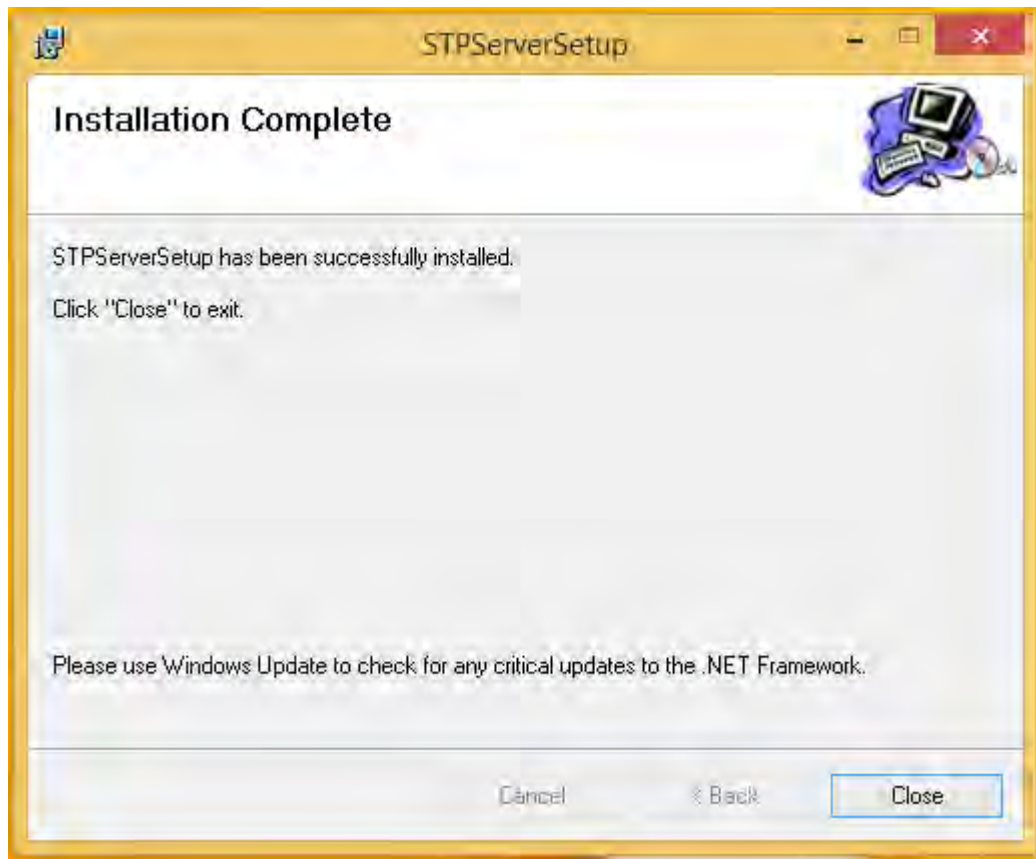 STPServerSetup
Installation Complete
STPServerSetup has been successfully installed.
Click "Close" to exit.
Please use Windows Update to check for any critical updates to the .NET Framework.
Cancel
< Back
Close